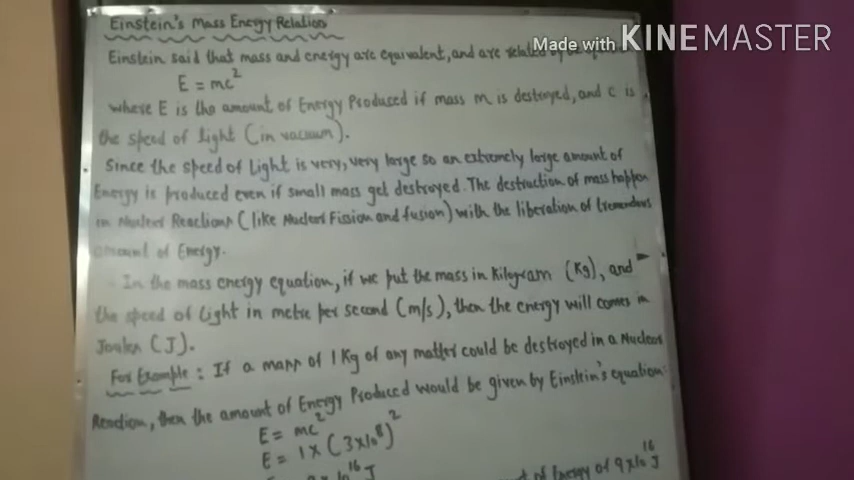 Einstein's Mass Energy Relation
Made with KINEMASTER
Einstein said that mass and energy are equivalent, and are related by
E = mc²
where E is the amount of Energy Produced if mass m is destroyed, and c is
the speed of light (in vacuum).
Since the speed of Light is very, very large so an extremely large amount of
Energy is produced even if small mass get destroyed. The destruction of mass happen
in Nuclear Reactions (like Nuclear Fission and fusion) with the liberation of tremendous
amount of Energy.
In the mass energy equation, if we put the mass in Kilogram (Kg), and
the speed of light in metre per second (m/s), then the energy will comes in
Joules (J).
For Example : If a mass of 1 Kg of any matter could be destroyed in a Nuclear
Reaction, then the amount of Energy Produced would be given by Einstein's equation:
E = mc²
E = 1 × (3×10⁸)²
10¹⁶ J
of Energy of 9×10¹⁶ J